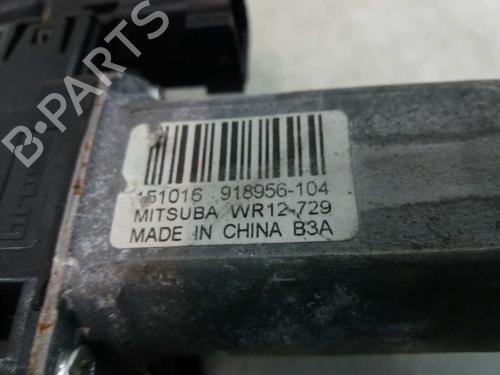 B-PARTS
151016 918956-104
MITSUBA WR12-729
MADE IN CHINA B3A